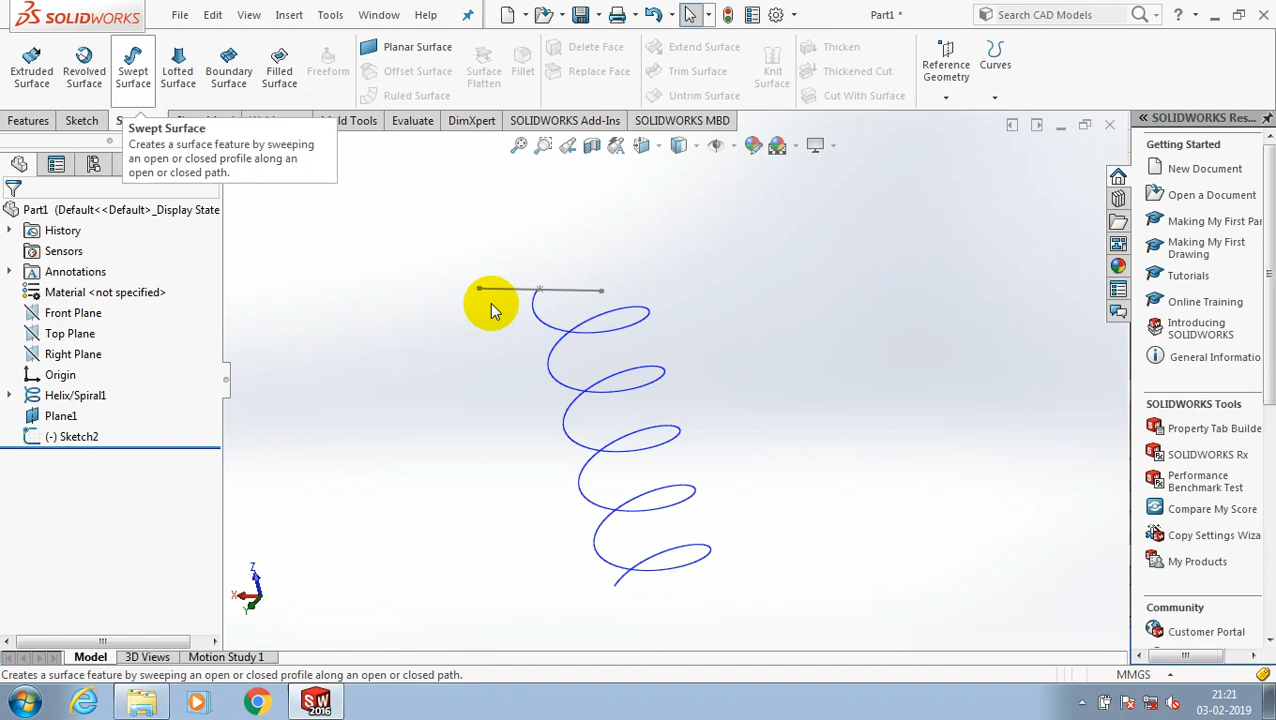 SOLIDWORKS File Edit View Insert Tools Window Help Part1 * Search CAD Models
Extruded Surface Revolved Surface Swept Surface Lofted Surface Boundary Surface Filled Surface Freeform
Planar Surface Offset Surface Ruled Surface
Surface Flatten Fillet
Delete Face Replace Face
Extend Surface Trim Surface Untrim Surface
Knit Surface
Thicken Thickened Cut Cut With Surface
Reference Geometry Curves
Features Sketch Evaluate DimXpert SOLIDWORKS Add-Ins SOLIDWORKS MBD
Swept Surface
Creates a surface feature by sweeping
an open or closed profile along an
open or closed path.
Part1 (Default<<Default>_Display State
History
Sensors
Annotations
Material <not specified>
Front Plane
Top Plane
Right Plane
Origin
Helix/Spiral1
Plane1
(-) Sketch2
Z
X
Y
SOLIDWORKS Res...
Getting Started
New Document
Open a Document
Making My First Pa
Making My First
Drawing
Tutorials
Online Training
Introducing
SOLIDWORKS
General Informatio
SOLIDWORKS Tools
Property Tab Builde
SOLIDWORKS Rx
Performance
Benchmark Test
Compare My Score
Copy Settings Wiza
My Products
Community
Customer Portal
Model 3D Views Motion Study 1
Creates a surface feature by sweeping an open or closed profile along an open or closed path. MMGS
SW 2016
21:21
03-02-2019